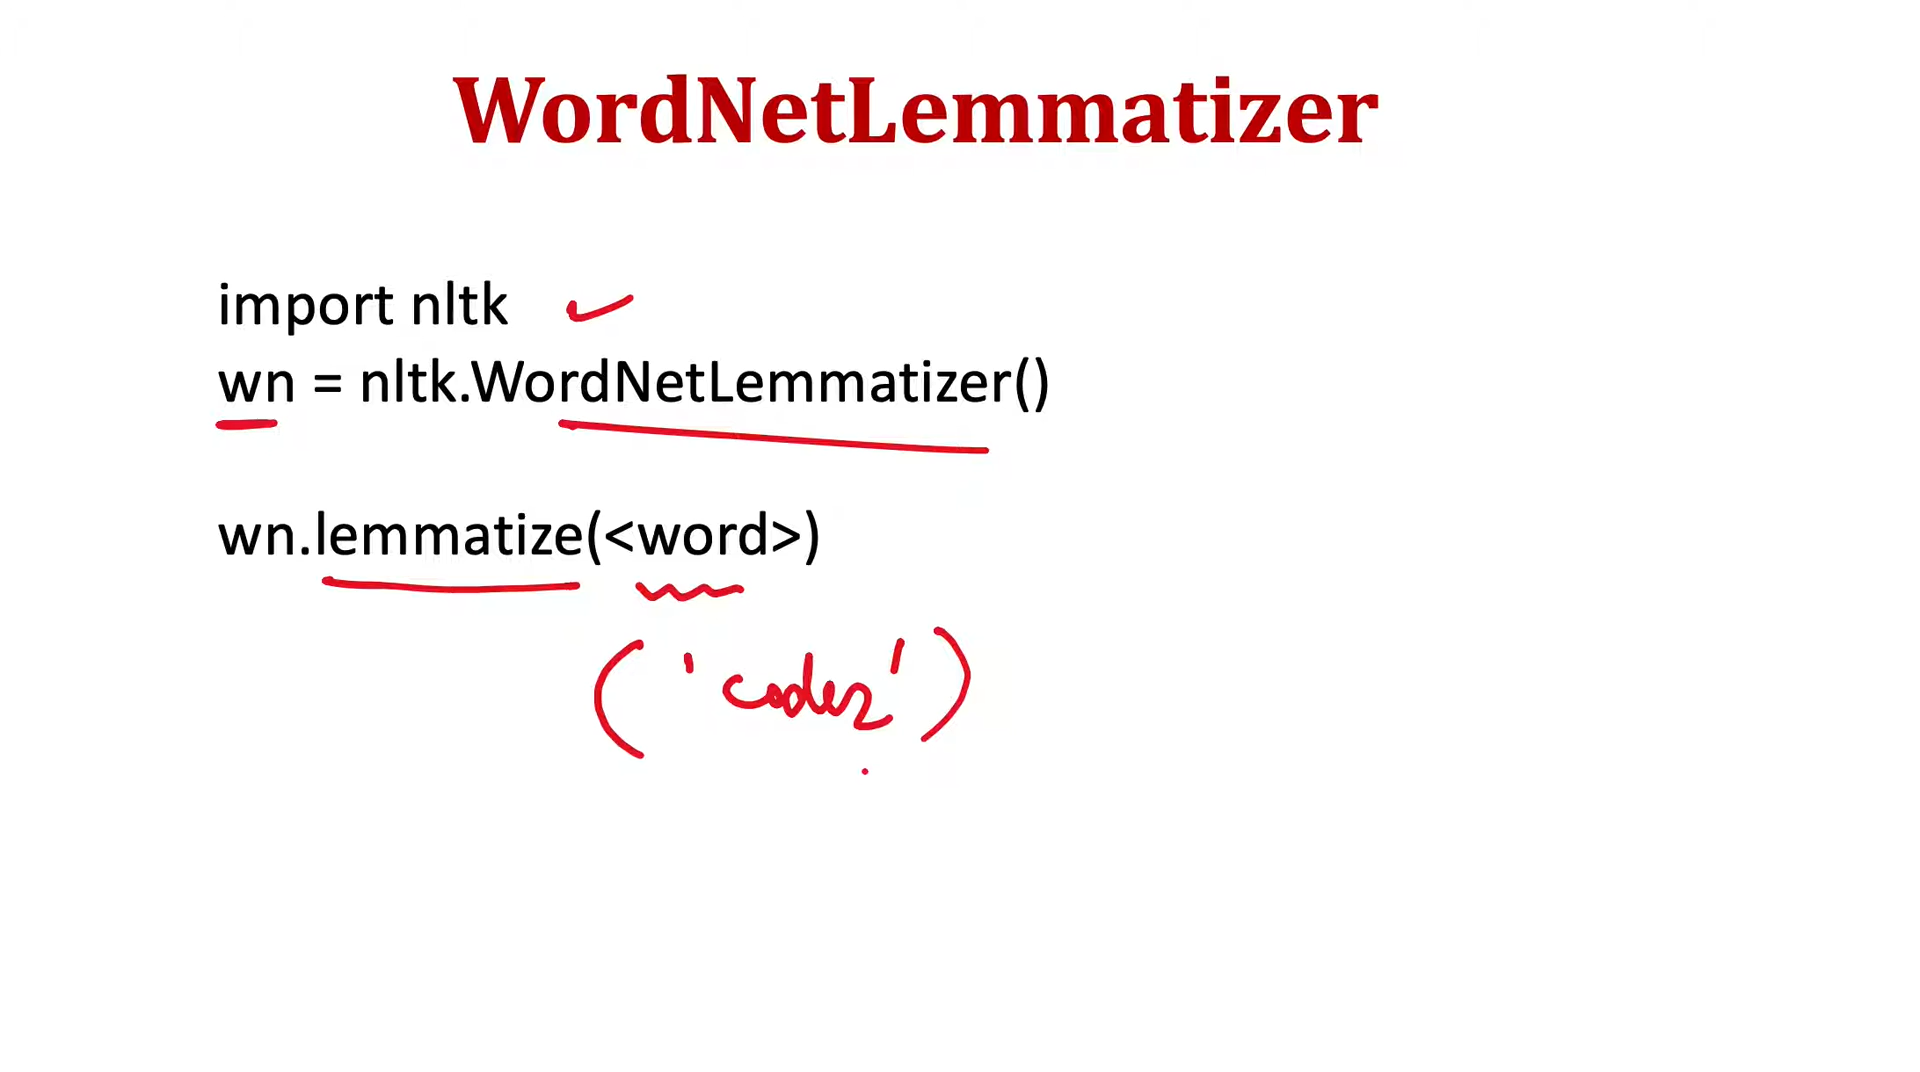 WordNetLemmatizer
import nltk
wn = nltk.WordNetLemmatizer()
wn.lemmatize(<word>)
('coder')